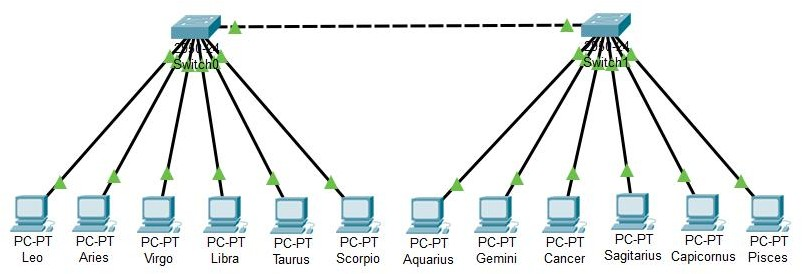 2950-24
Switch0
2950-24
Switch1
PC-PT
Leo
PC-PT
Aries
PC-PT
Virgo
PC-PT
Libra
PC-PT
Taurus
PC-PT
Scorpio
PC-PT
Aquarius
PC-PT
Gemini
PC-PT
Cancer
PC-PT
Sagitarius
PC-PT
Capicornus
PC-PT
Pisces